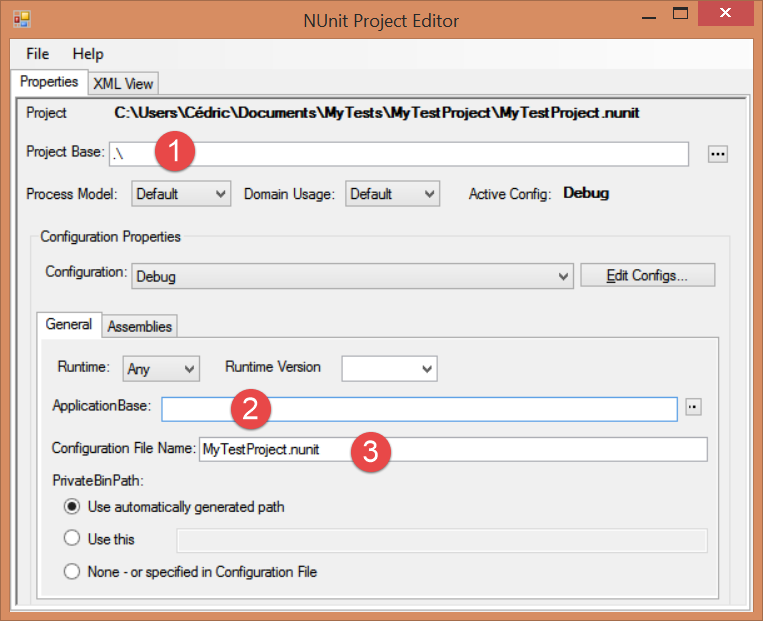 NUnit Project Editor
File Help
Properties XML View
Project C:\Users\Cédric\Documents\MyTests\MyTestProject\MyTestProject.nunit
Project Base: .\ 1 ...
Process Model: Default Domain Usage: Default Active Config: Debug
Configuration Properties
Configuration: Debug Edit Configs...
General Assemblies
Runtime: Any Runtime Version
ApplicationBase: 2 ..
Configuration File Name: MyTestProject.nunit 3
PrivateBinPath:
Use automatically generated path
Use this
None - or specified in Configuration File